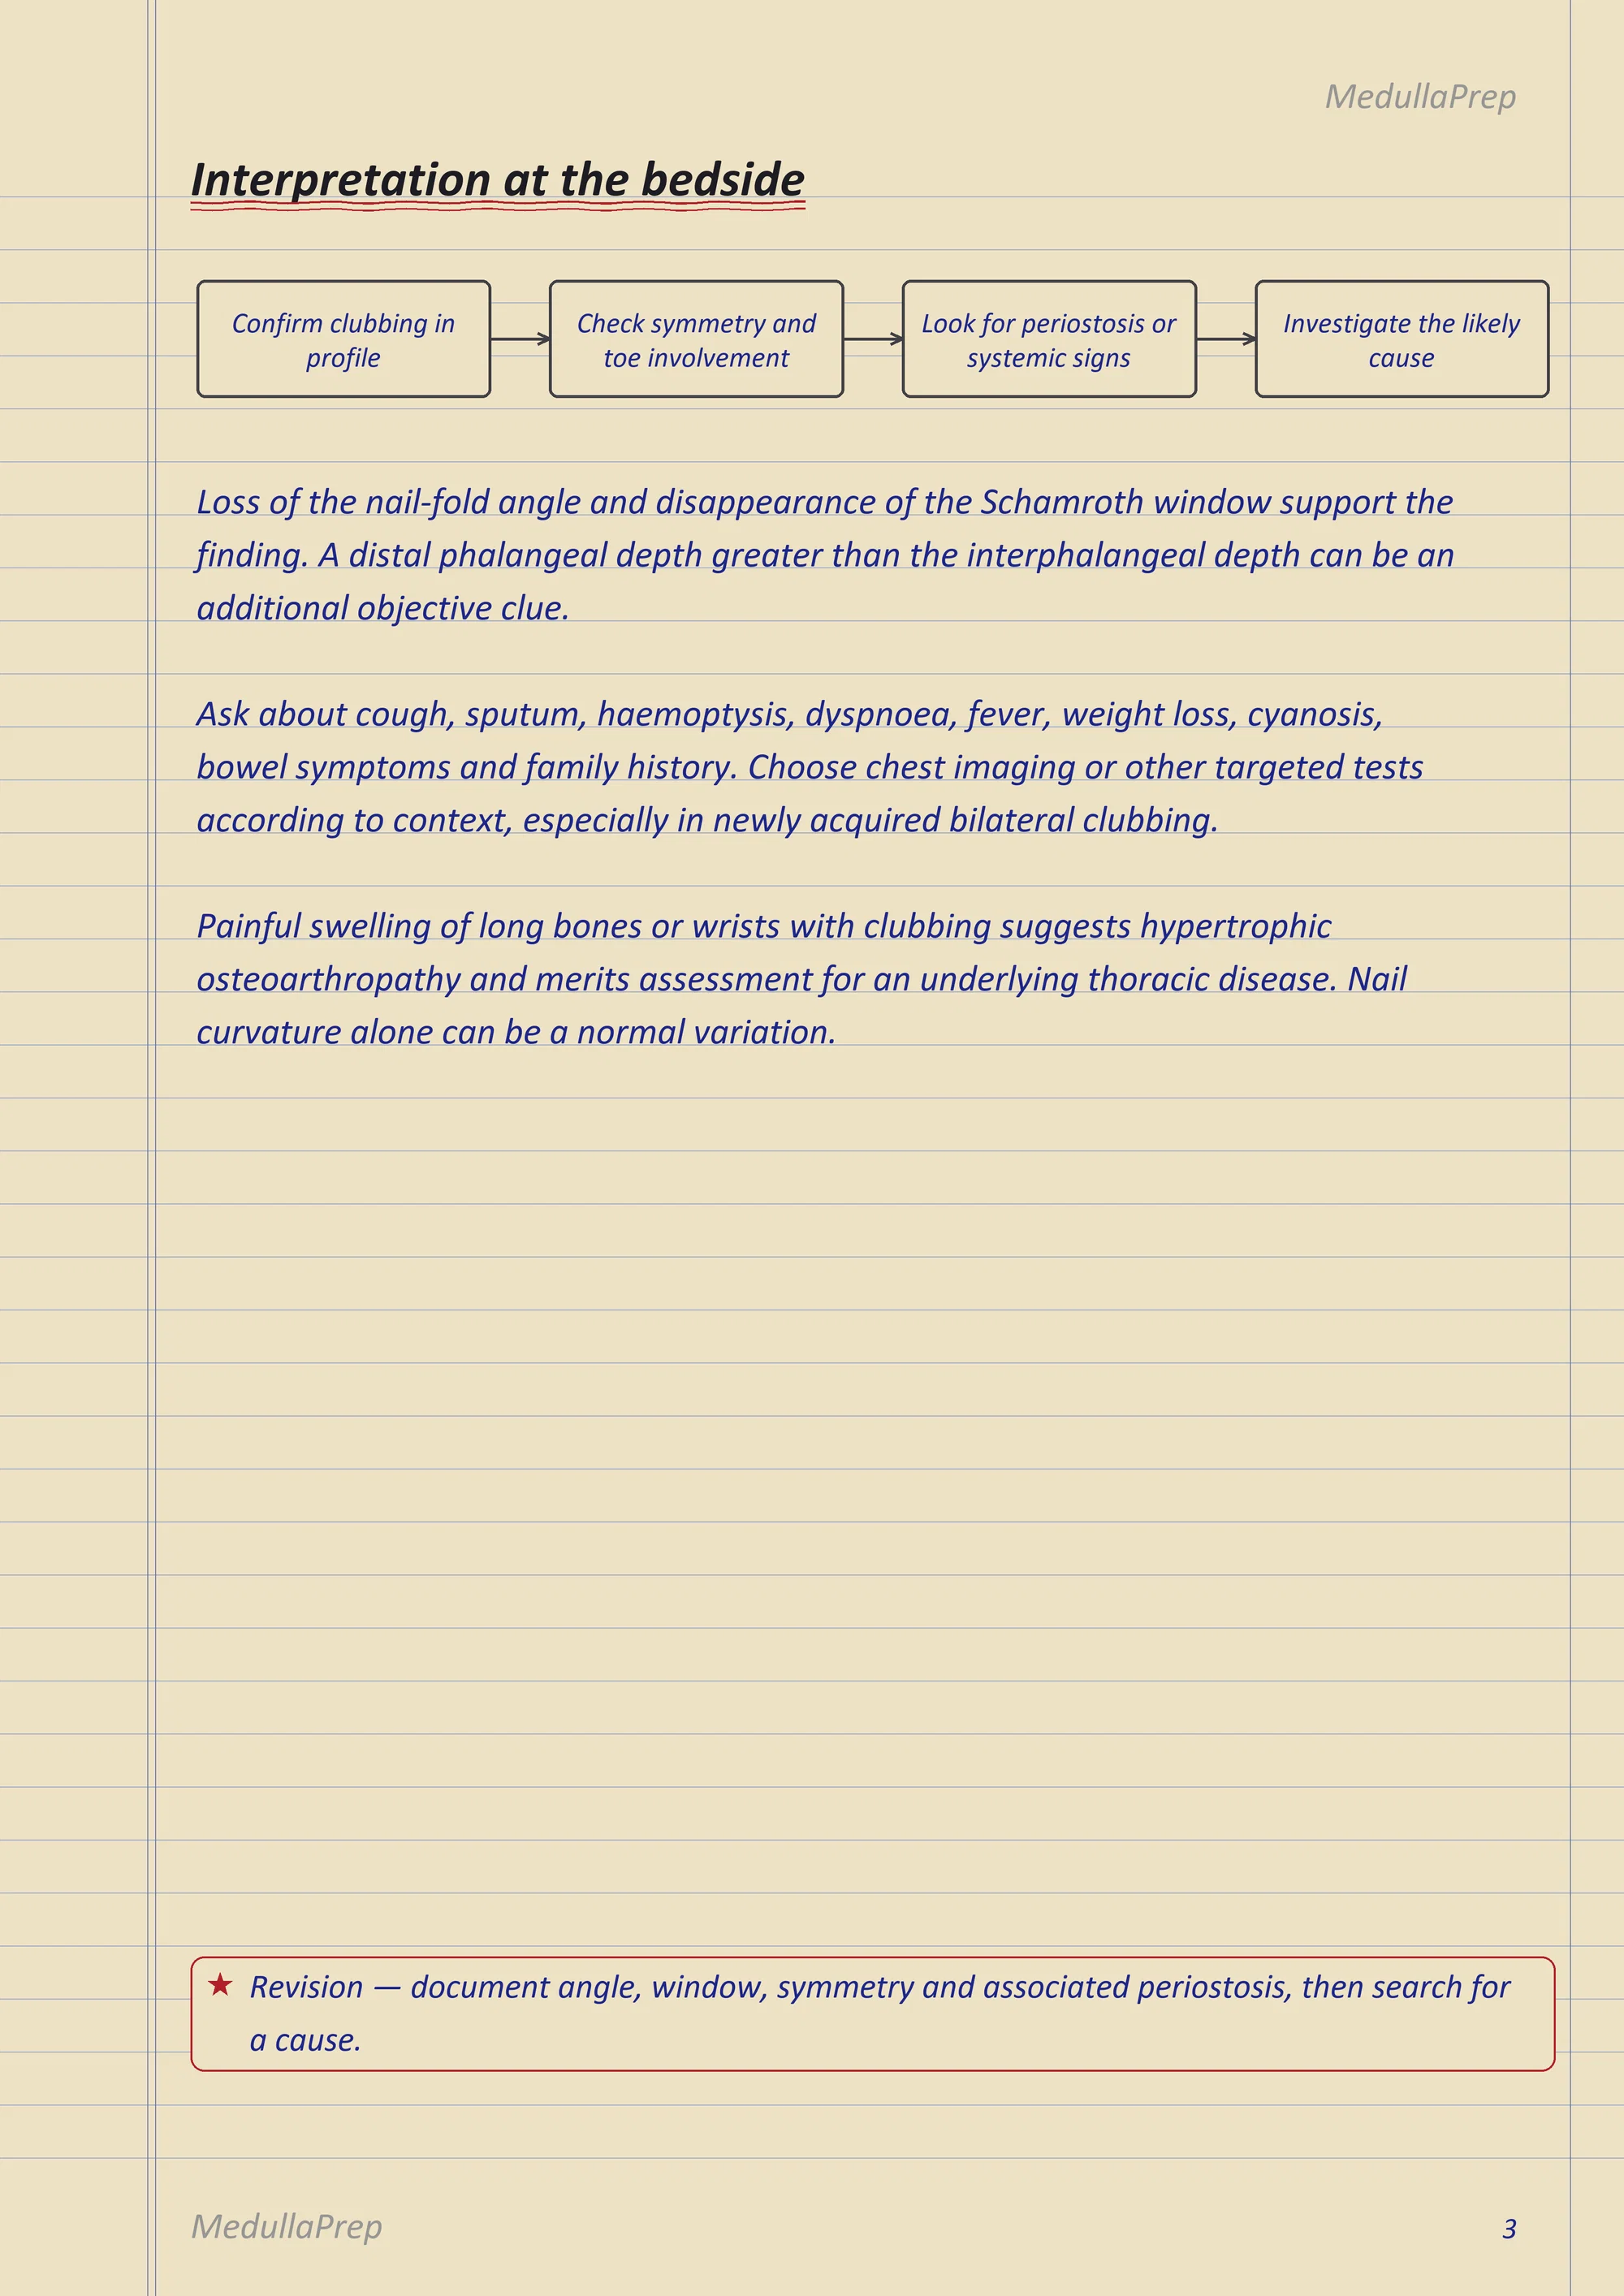 MedullaPrep
Interpretation at the bedside
Confirm clubbing in
profile
Check symmetry and
toe involvement
Look for periostosis or
systemic signs
Investigate the likely
cause
Loss of the nail-fold angle and disappearance of the Schamroth window support the
finding. A distal phalangeal depth greater than the interphalangeal depth can be an
additional objective clue.
Ask about cough, sputum, haemoptysis, dyspnoea, fever, weight loss, cyanosis,
bowel symptoms and family history. Choose chest imaging or other targeted tests
according to context, especially in newly acquired bilateral clubbing.
Painful swelling of long bones or wrists with clubbing suggests hypertrophic
osteoarthropathy and merits assessment for an underlying thoracic disease. Nail
curvature alone can be a normal variation.
★ Revision — document angle, window, symmetry and associated periostosis, then search for
a cause.
MedullaPrep
3